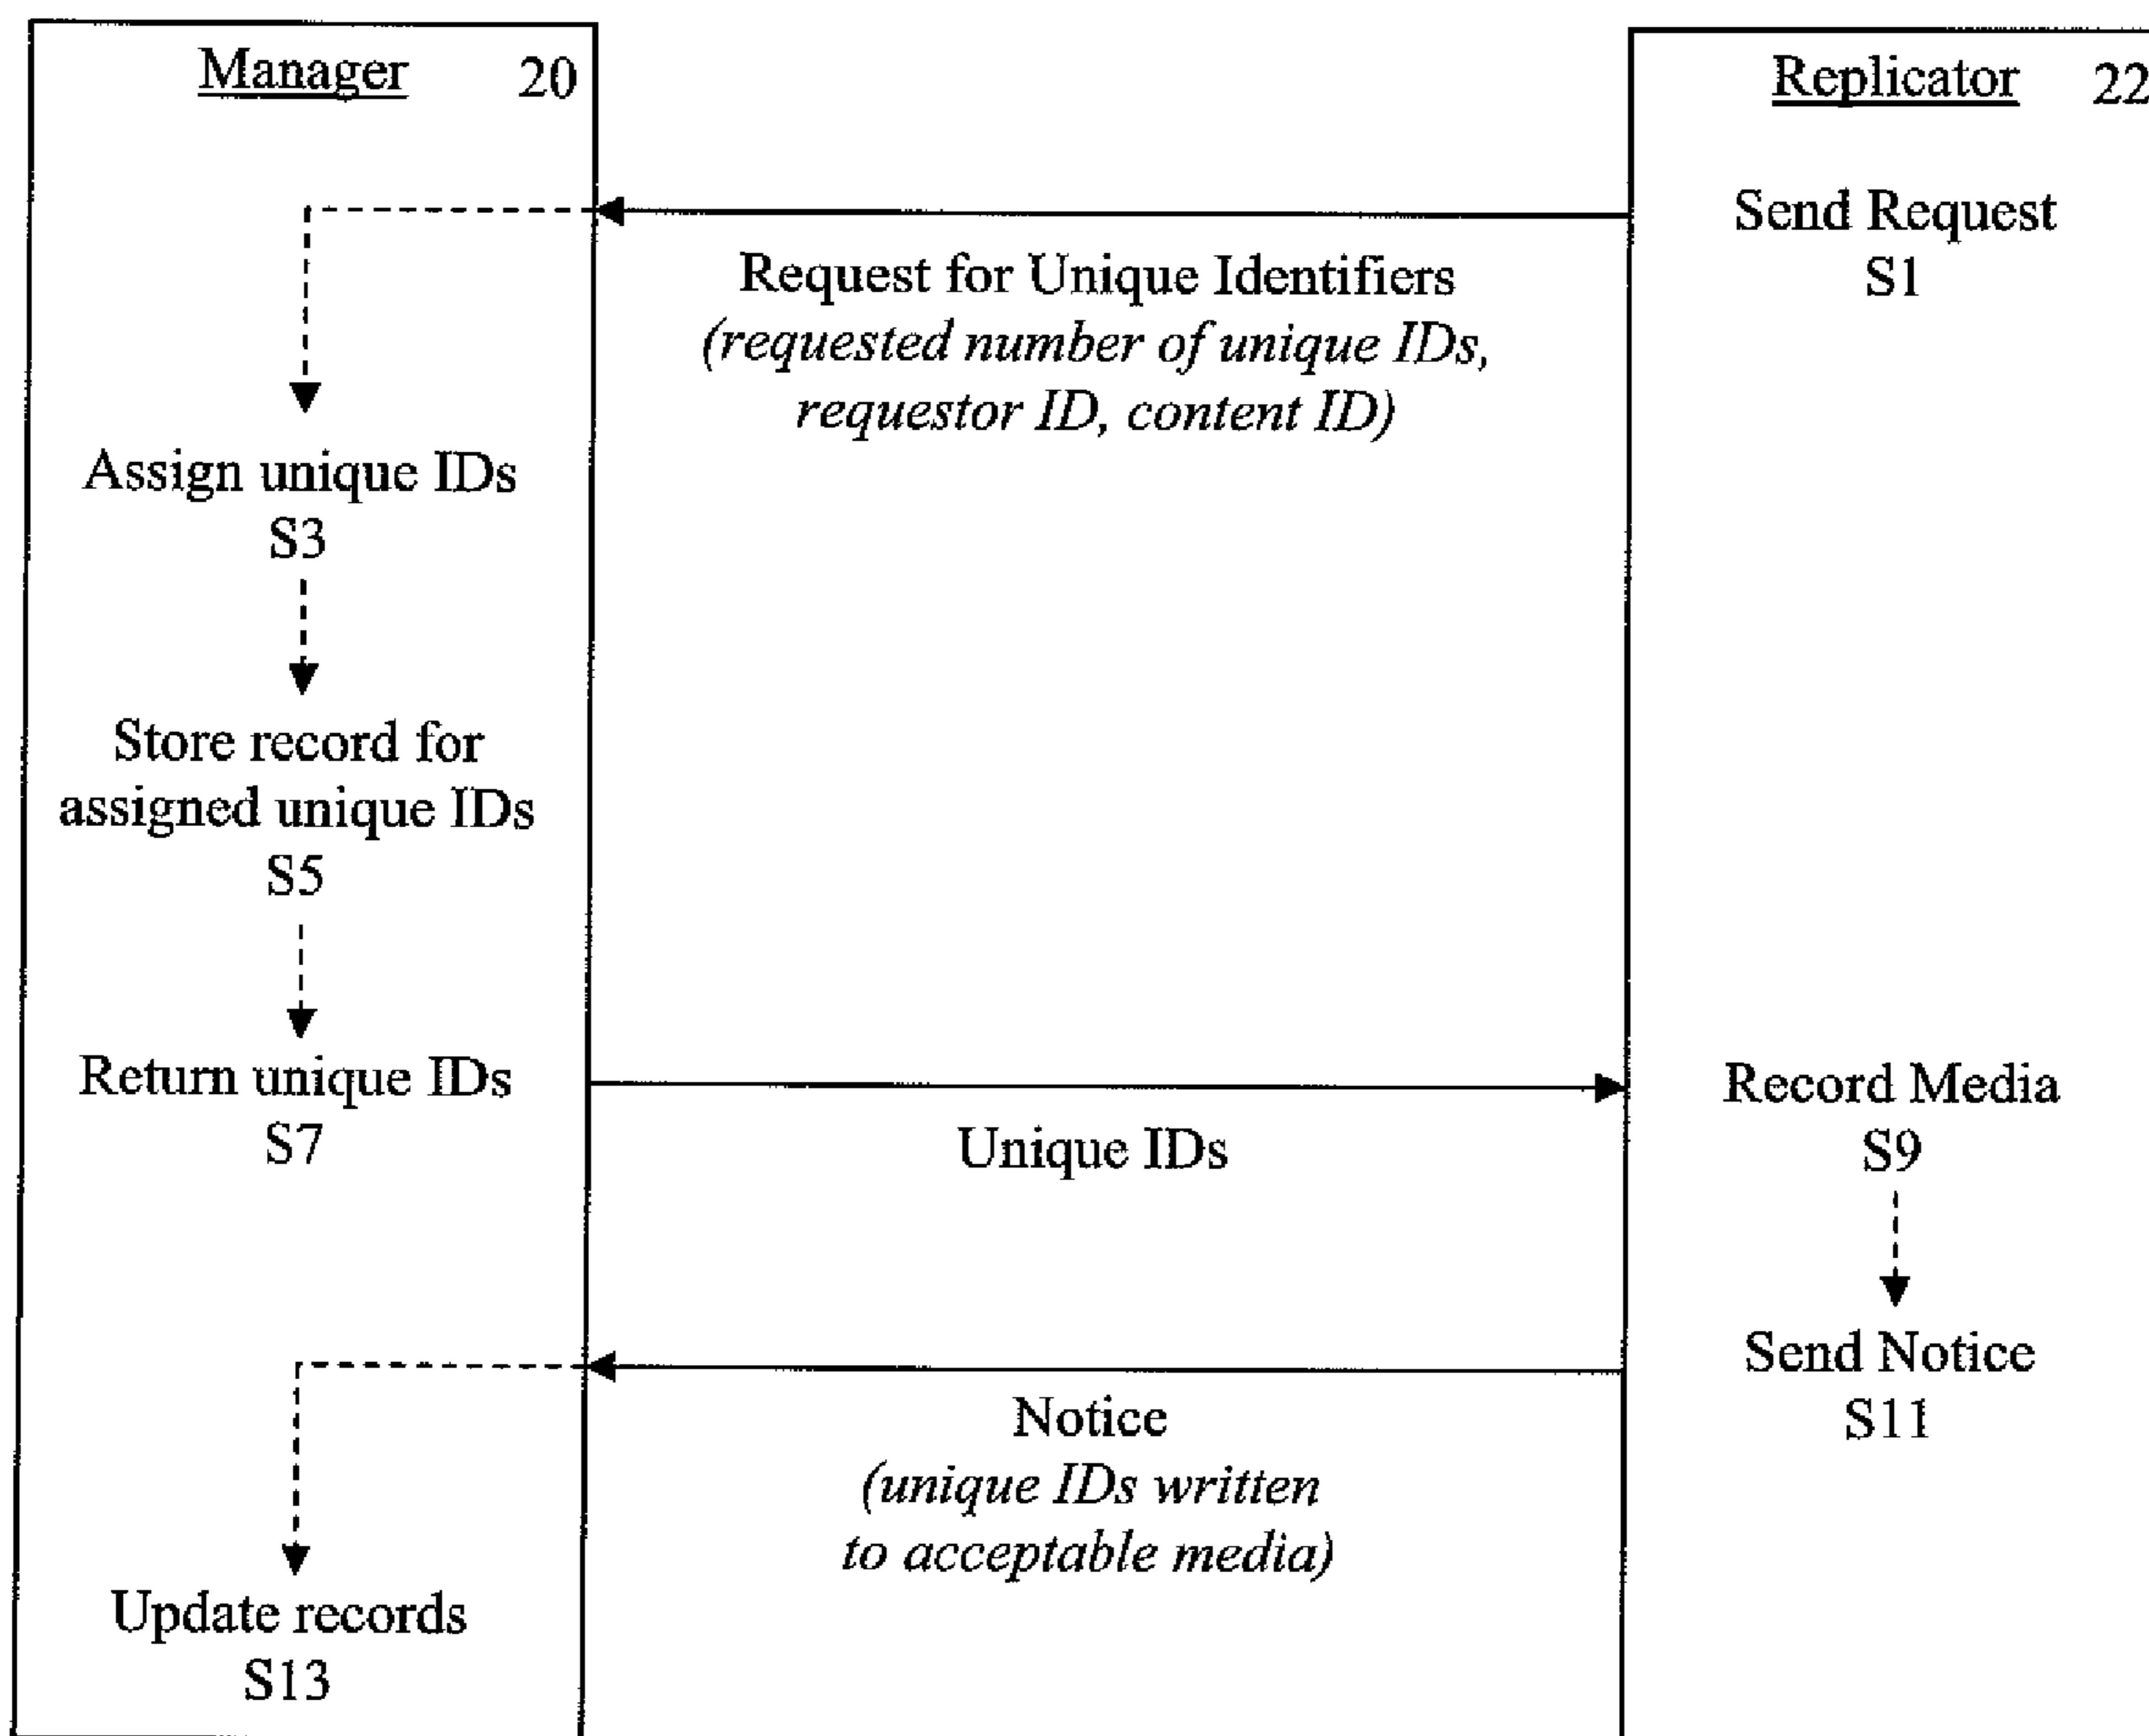 Manager 20
Replicator 22
Send Request
S1
Request for Unique Identifiers
(requested number of unique IDs,
requestor ID, content ID)
Assign unique IDs
S3
Store record for
assigned unique IDs
S5
Return unique IDs
S7
Unique IDs
Record Media
S9
Send Notice
S11
Notice
(unique IDs written
to acceptable media)
Update records
S13